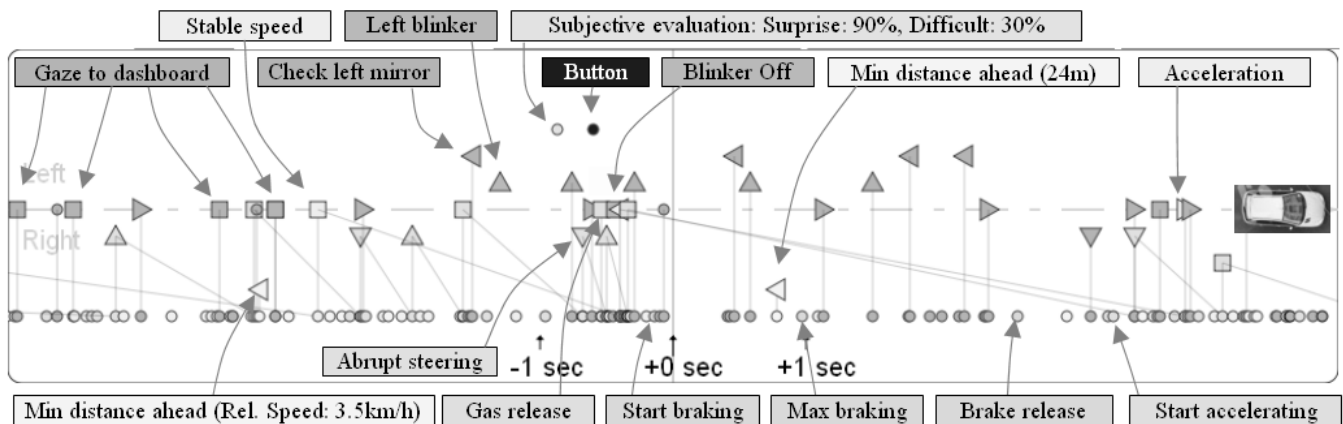 Stable speed
Left blinker
Subjective evaluation: Surprise: 90%, Difficult: 30%
Gaze to dashboard
Check left mirror
Button
Blinker Off
Min distance ahead (24m)
Acceleration
Left
Right
Abrupt steering
-1 sec
+0 sec
+1 sec
Min distance ahead (Rel. Speed: 3.5km/h)
Gas release
Start braking
Max braking
Brake release
Start accelerating